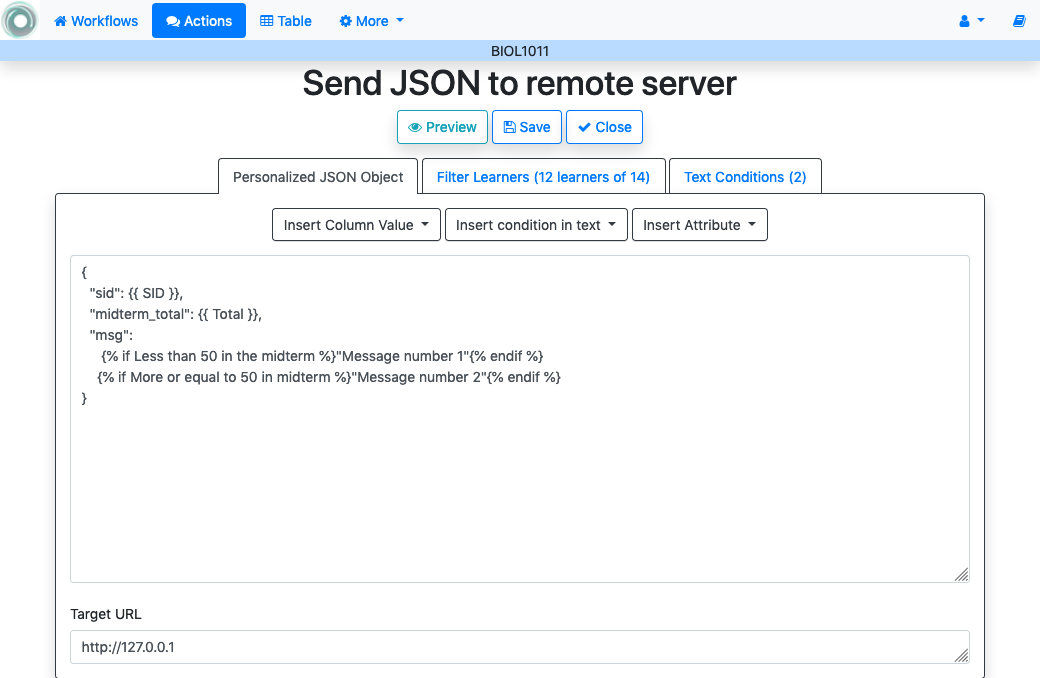 Workflows Actions Table More
BIOL1011
Send JSON to remote server
Preview Save Close
Personalized JSON Object Filter Learners (12 learners of 14) Text Conditions (2)
Insert Column Value Insert condition in text Insert Attribute
{
"sid": {{ SID }},
"midterm_total": {{ Total }},
"msg":
{% if Less than 50 in the midterm %}"Message number 1"{% endif %}
{% if More or equal to 50 in midterm %}"Message number 2"{% endif %}
}
Target URL
http://127.0.0.1